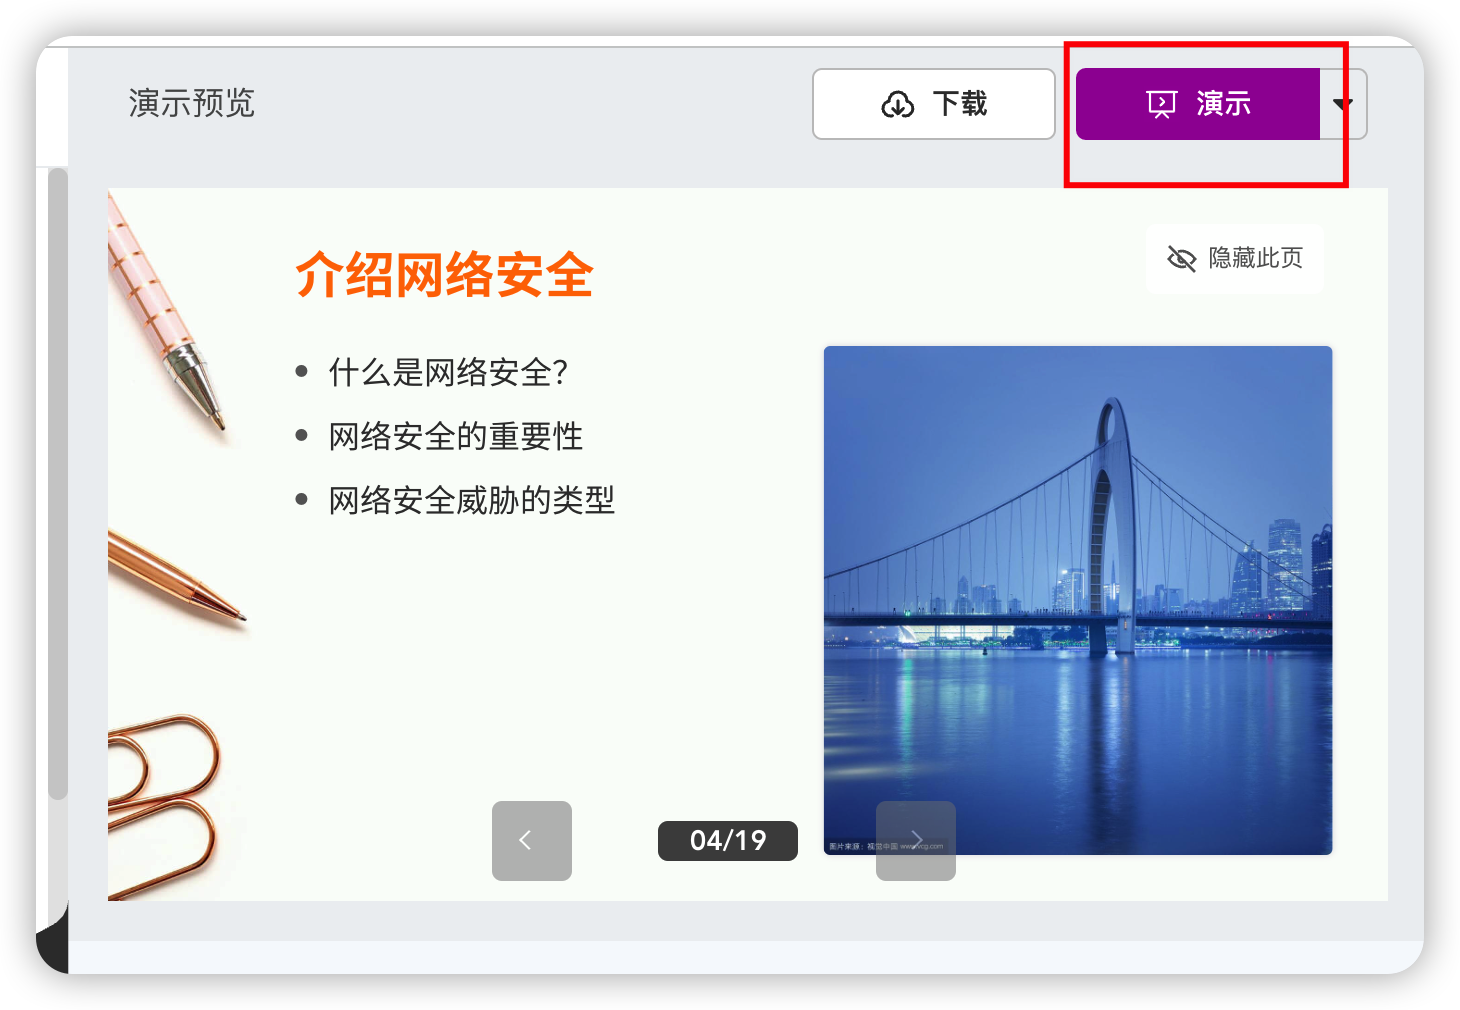 演示预览
下载
演示
介绍网络安全
隐藏此页
什么是网络安全?
网络安全的重要性
网络安全威胁的类型
04/19
图片来源：视觉中国 www.vcg.com